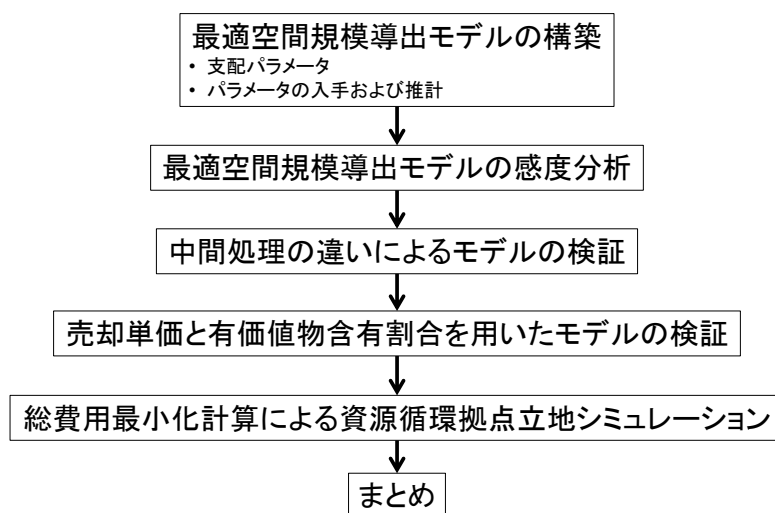 最適空間規模導出モデルの構築
• 支配パラメータ
• パラメータの入手および推計
最適空間規模導出モデルの感度分析
中間処理の違いによるモデルの検証
売却単価と有価値物含有割合を用いたモデルの検証
総費用最小化計算による資源循環拠点立地シミュレーション
まとめ